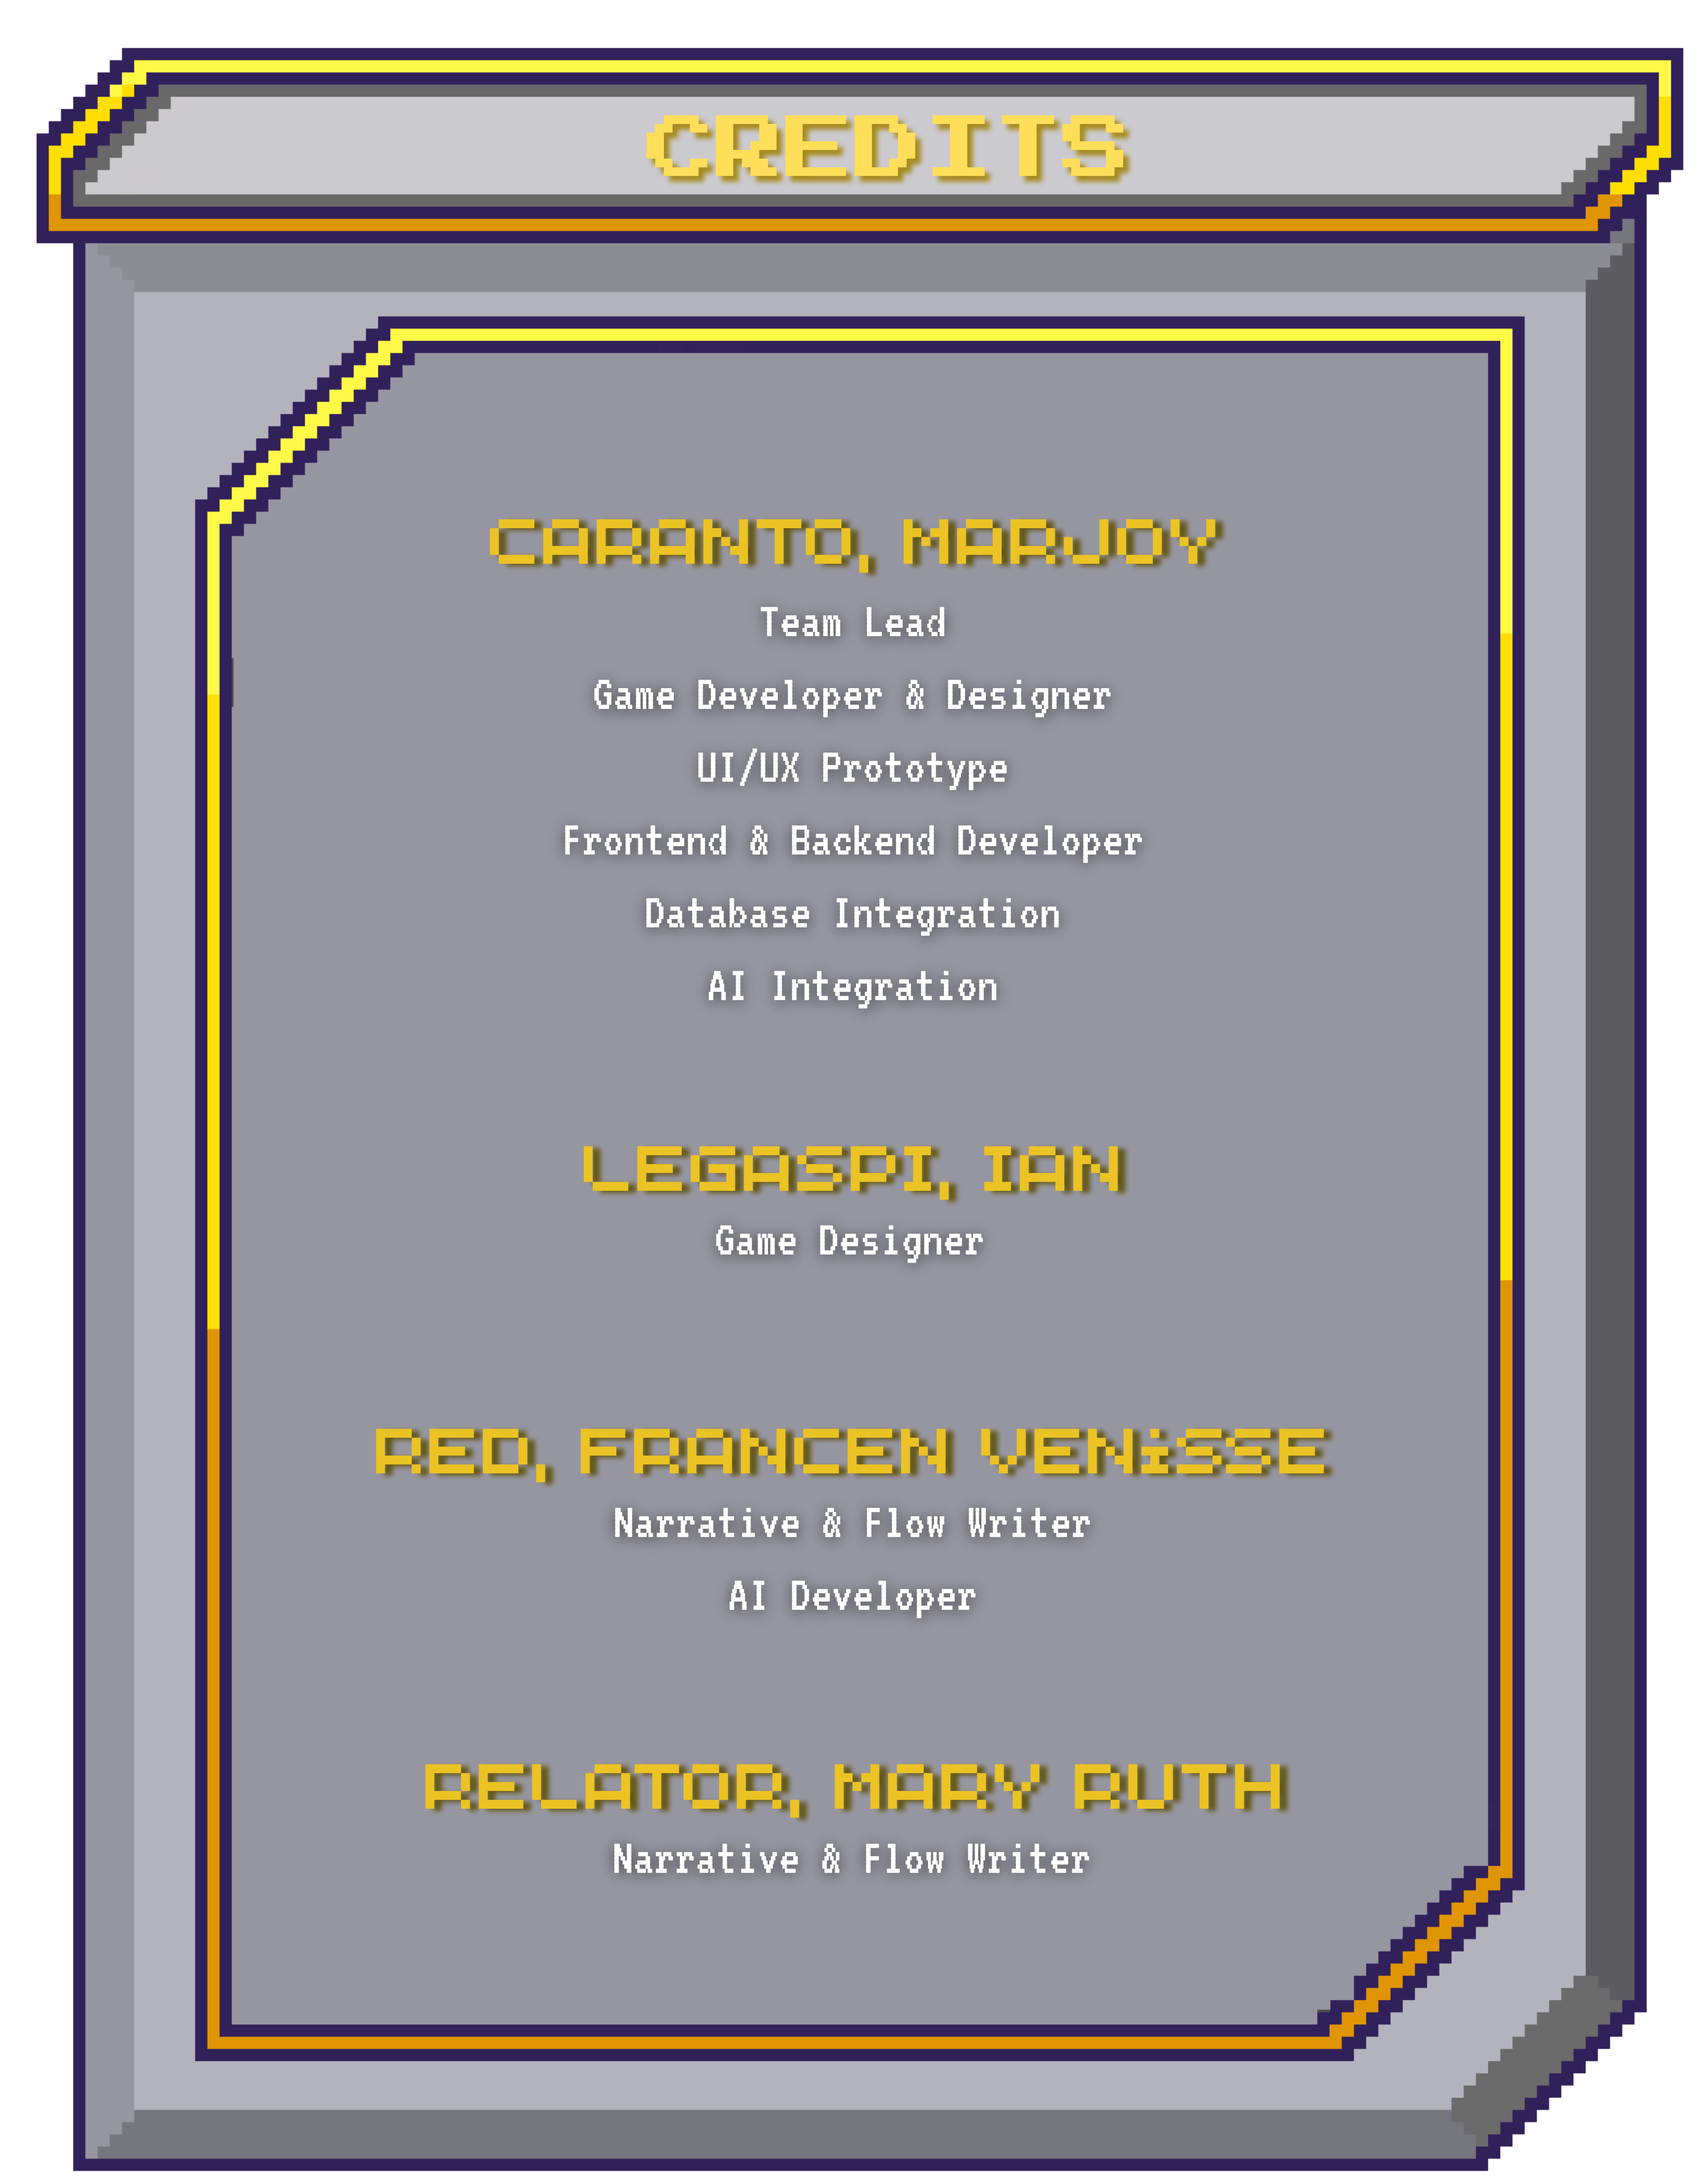 CREDITS
CARANTO, MARJOY
Team Lead
Game Developer & Designer
UI/UX Prototype
Frontend & Backend Developer
Database Integration
AI Integration
LEGASPI, IAN
Game Designer
RED, FRANCEN VENiSSE
Narrative & Flow Writer
AI Developer
RELATOR, MARY RUTH
Narrative & Flow Writer